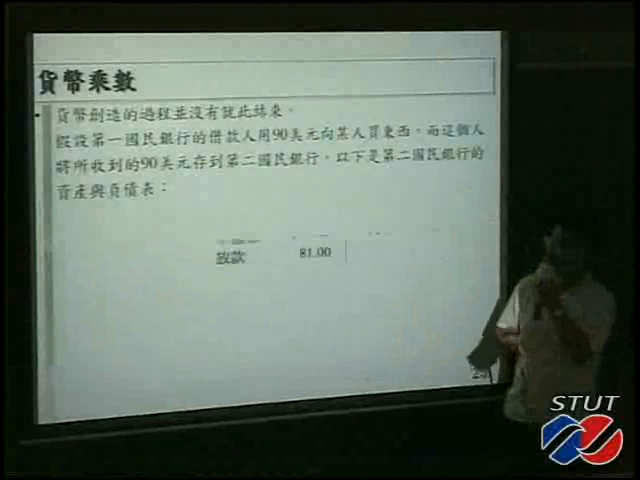 貨幣乘數
• 貨幣創造的過程並沒有就此結束。
假設第一國民銀行的借款人用90美元向某人買東西，而這個人
將所收到的90美元存到第二國民銀行。以下是第二國民銀行的
資產與負債表：
放款 81.00
STUT